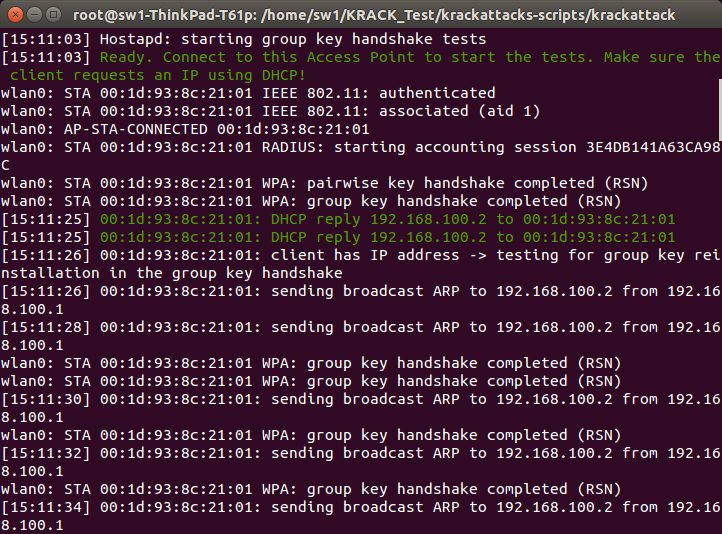 root@sw1-ThinkPad-T61p: /home/sw1/KRACK_Test/krackattacks-scripts/krackattack
[15:11:03] Hostapd: starting group key handshake tests
[15:11:03] Ready. Connect to this Access Point to start the tests. Make sure the
 client requests an IP using DHCP!
wlan0: STA 00:1d:93:8c:21:01 IEEE 802.11: authenticated
wlan0: STA 00:1d:93:8c:21:01 IEEE 802.11: associated (aid 1)
wlan0: AP-STA-CONNECTED 00:1d:93:8c:21:01
wlan0: STA 00:1d:93:8c:21:01 RADIUS: starting accounting session 3E4DB141A63CA98
C
wlan0: STA 00:1d:93:8c:21:01 WPA: pairwise key handshake completed (RSN)
wlan0: STA 00:1d:93:8c:21:01 WPA: group key handshake completed (RSN)
[15:11:25] 00:1d:93:8c:21:01: DHCP reply 192.168.100.2 to 00:1d:93:8c:21:01
[15:11:25] 00:1d:93:8c:21:01: DHCP reply 192.168.100.2 to 00:1d:93:8c:21:01
[15:11:26] 00:1d:93:8c:21:01: client has IP address -> testing for group key rei
nstallation in the group key handshake
[15:11:26] 00:1d:93:8c:21:01: sending broadcast ARP to 192.168.100.2 from 192.16
8.100.1
[15:11:28] 00:1d:93:8c:21:01: sending broadcast ARP to 192.168.100.2 from 192.16
8.100.1
wlan0: STA 00:1d:93:8c:21:01 WPA: group key handshake completed (RSN)
wlan0: STA 00:1d:93:8c:21:01 WPA: group key handshake completed (RSN)
[15:11:30] 00:1d:93:8c:21:01: sending broadcast ARP to 192.168.100.2 from 192.16
8.100.1
wlan0: STA 00:1d:93:8c:21:01 WPA: group key handshake completed (RSN)
[15:11:32] 00:1d:93:8c:21:01: sending broadcast ARP to 192.168.100.2 from 192.16
8.100.1
wlan0: STA 00:1d:93:8c:21:01 WPA: group key handshake completed (RSN)
[15:11:34] 00:1d:93:8c:21:01: sending broadcast ARP to 192.168.100.2 from 192.16
8.100.1